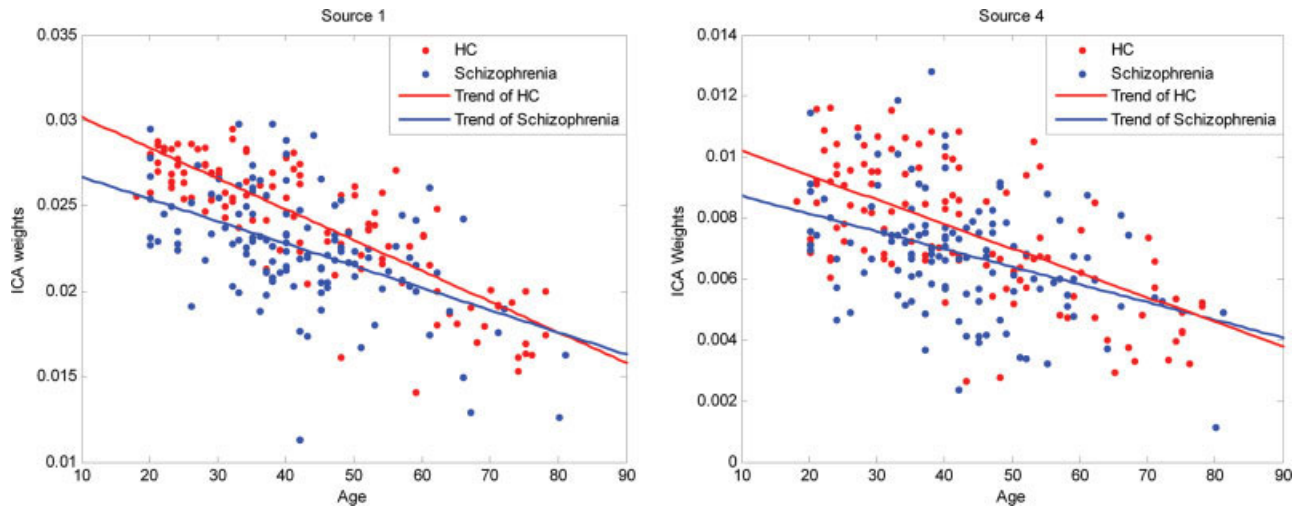 Source 1
0.035
0.03
0.025
0.02
0.015
0.01
ICA weights
10 20 30 40 50 60 70 80 90
Age
HC
Schizophrenia
Trend of HC
Trend of Schizophrenia
Source 4
0.014
0.012
0.01
0.008
0.006
0.004
0.002
0
ICA Weights
10 20 30 40 50 60 70 80 90
Age
HC
Schizophrenia
Trend of HC
Trend of Schizophrenia